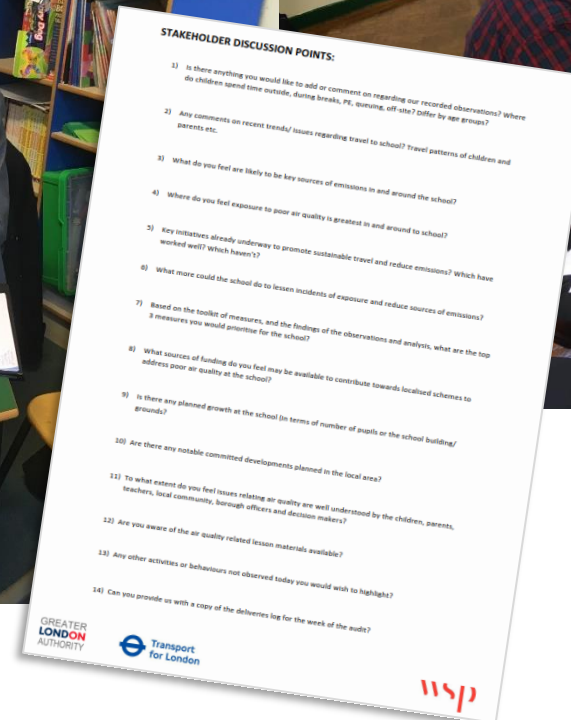 STAKEHOLDER DISCUSSION POINTS:
1) Is there anything you would like to add or comment on regarding our recorded observations? Where
do children spend time outside, during breaks, PE, queuing, off-site? Differ by age groups?
2) Any comments on recent trends/ issues regarding travel to school? Travel patterns of children and
parents etc.
3) What do you feel are likely to be key sources of emissions in and around the school?
4) Where do you feel exposure to poor air quality is greatest in and around to school?
5) Key initiatives already underway to promote sustainable travel and reduce emissions? Which have
worked well? Which haven't?
6) What more could the school do to lessen incidents of exposure and reduce sources of emissions?
7) Based on the toolkit of measures, and the findings of the observations and analysis, what are the top
3 measures you would prioritise for the school?
8) What sources of funding do you feel may be available to contribute towards localised schemes to
address poor air quality at the school?
9) Is there any planned growth at the school (in terms of number of pupils or the school building/
grounds?
10) Are there any notable committed developments planned in the local area?
11) To what extent do you feel issues relating air quality are well understood by the children, parents,
teachers, local community, borough officers and decision makers?
12) Are you aware of the air quality related lesson materials available?
13) Any other activities or behaviours not observed today you would wish to highlight?
14) Can you provide us with a copy of the deliveries log for the week of the audit?
GREATER
LONDON
AUTHORITY
Transport
for London
wsp